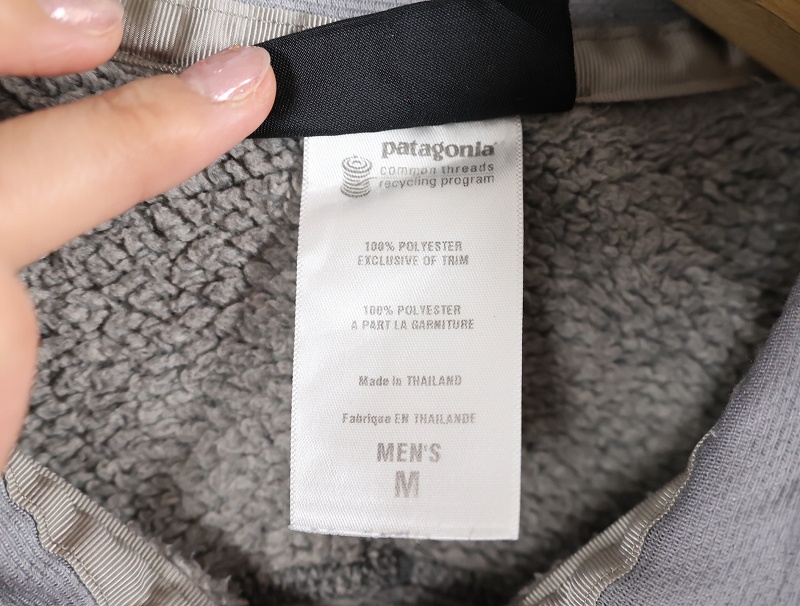 patagonia
common threads
recycling program
100% POLYESTER
EXCLUSIVE OF TRIM
100% POLYESTER
A PART LA GARNITURE
Made in THAILAND
Fabrique EN THAILANDE
MEN'S
M